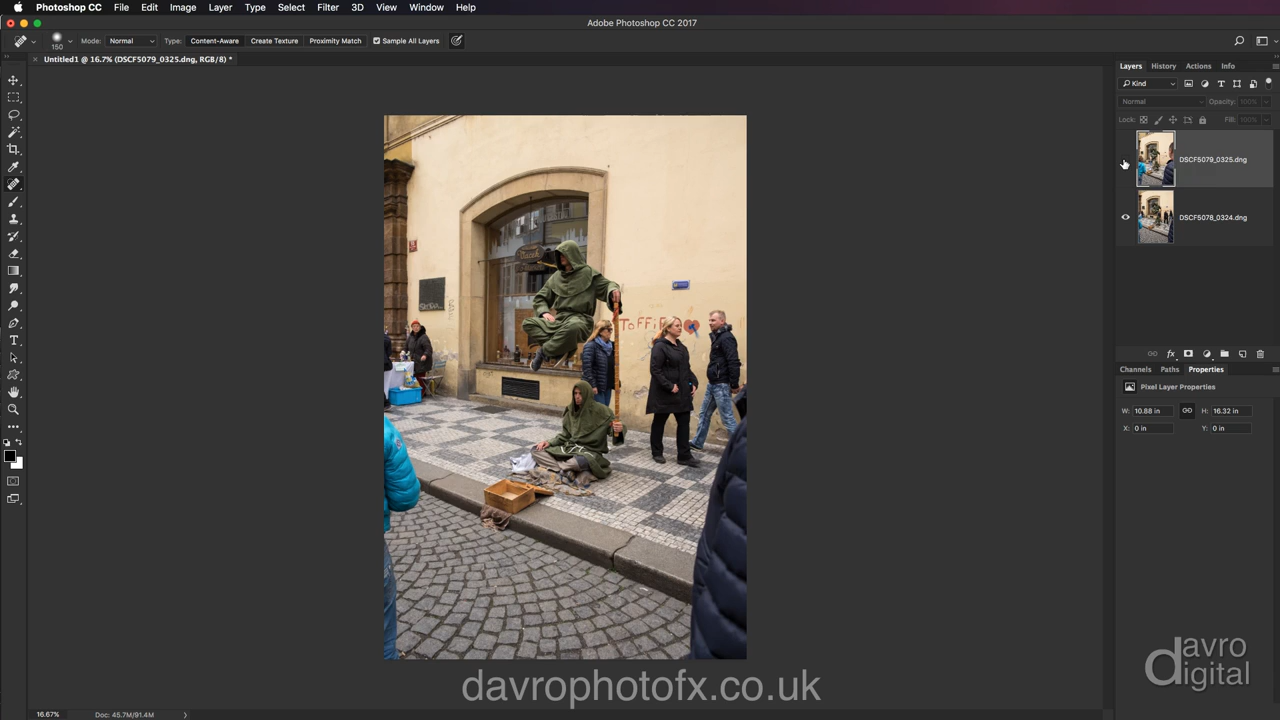 Photoshop CC File Edit Image Layer Type Select Filter 3D View Window Help
Adobe Photoshop CC 2017
150 Mode: Normal Type: Content-Aware Create Texture Proximity Match Sample All Layers
Untitled1 @ 16.7% (DSCF5079_0325.dng, RGB/8) *
Layers History Actions Info
Kind
Normal Opacity: 100%
Lock: Fill: 100%
DSCF5079_0325.dng
DSCF5078_0324.dng
fx
Channels Paths Properties
Pixel Layer Properties
W: 10.88 in H: 16.32 in
X: 0 in Y: 0 in
TOFFiF
davro
digital
davrophotofx.co.uk
16.67% Doc: 45.7M/91.4M